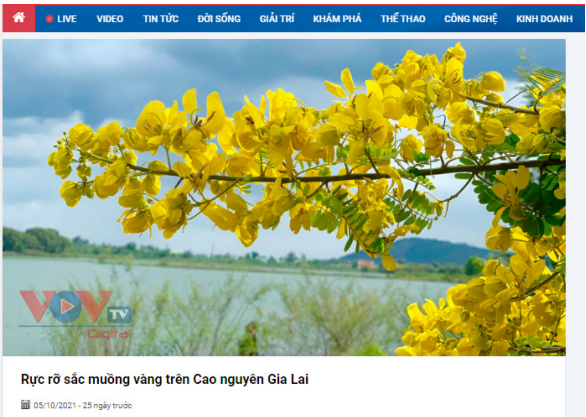 LIVE VIDEO TIN TỨC ĐỜI SỐNG GIẢI TRÍ KHÁM PHÁ THỂ THAO CÔNG NGHỆ KINH DOANH
VOV TV
Digital
Rực rỡ sắc muồng vàng trên Cao nguyên Gia Lai
05/10/2021 - 25 ngày trước